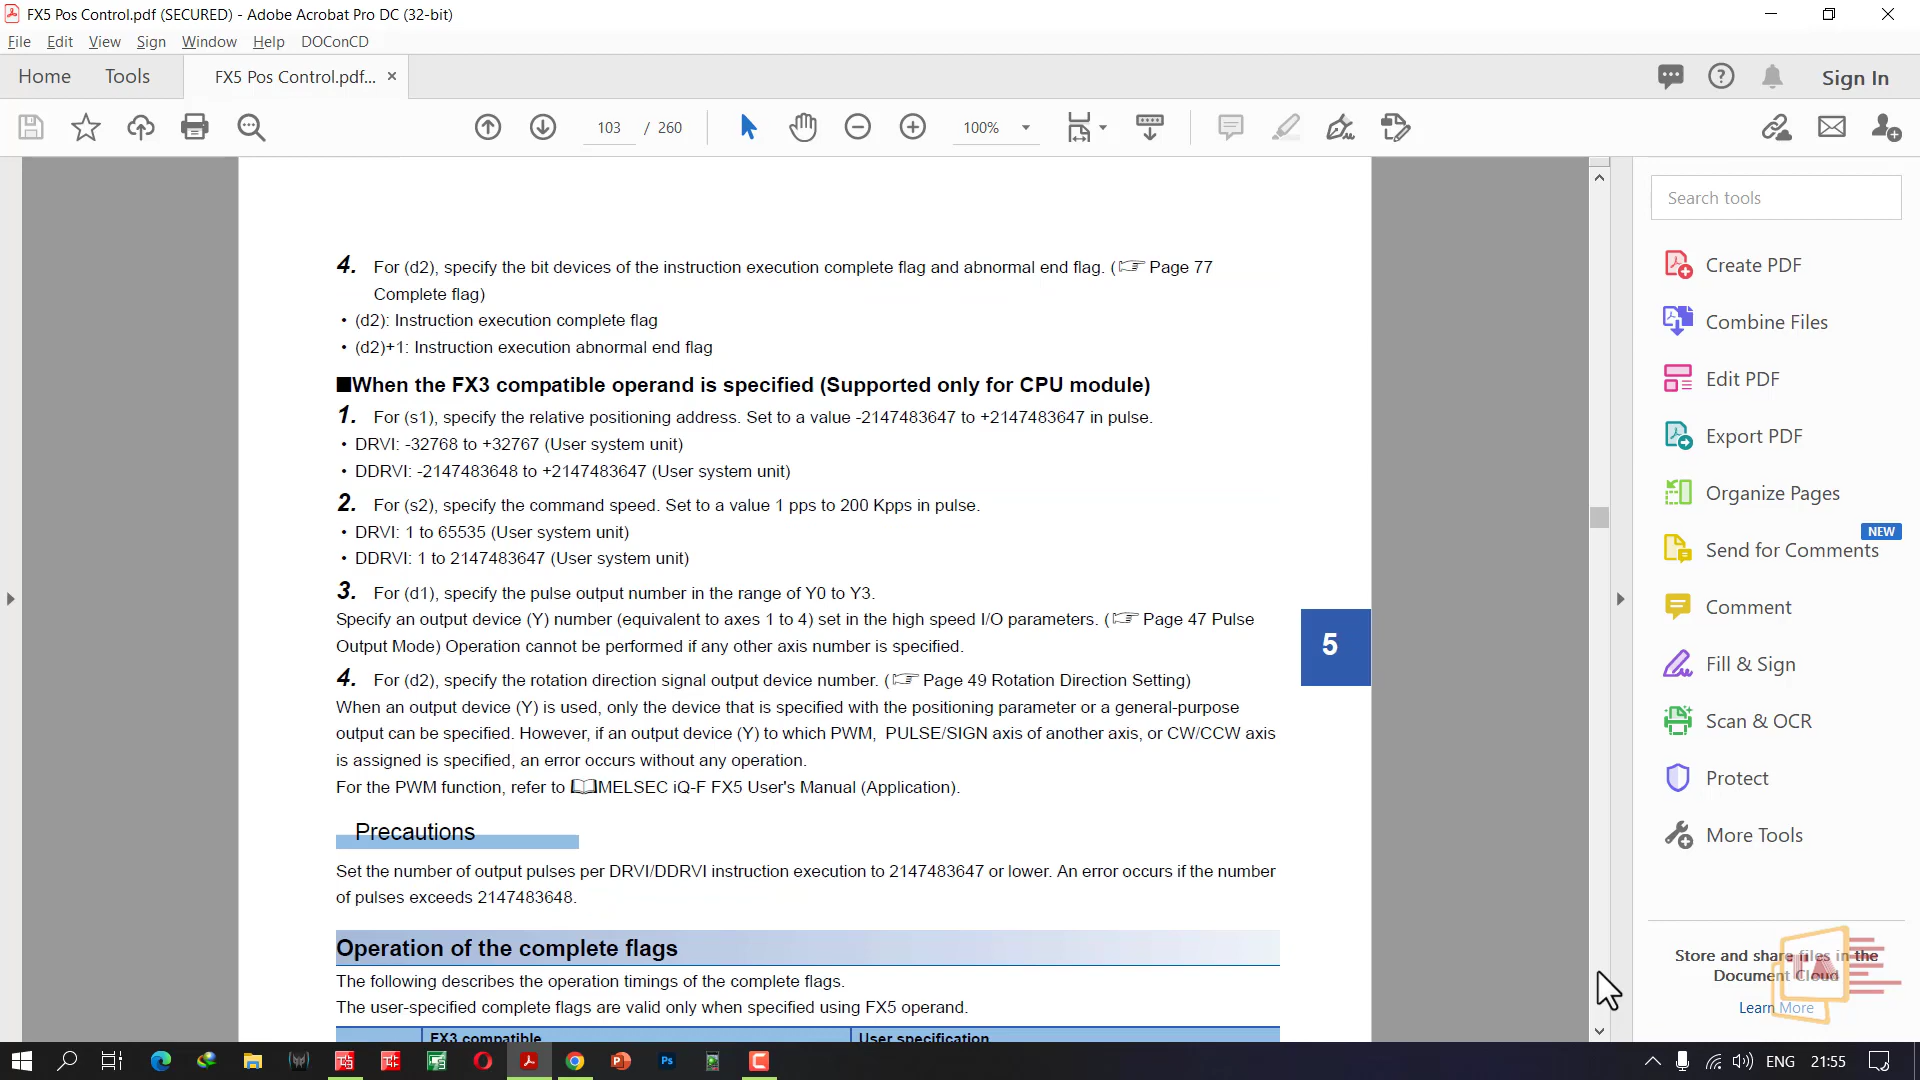 FX5 Pos Control.pdf (SECURED) - Adobe Acrobat Pro DC (32-bit)
File Edit View Sign Window Help DOConCD
Home Tools FX5 Pos Control.pdf... × Sign In
103 / 260 100%
Search tools
4. For (d2), specify the bit devices of the instruction execution complete flag and abnormal end flag. (☞ Page 77
Complete flag)
• (d2): Instruction execution complete flag
• (d2)+1: Instruction execution abnormal end flag
■When the FX3 compatible operand is specified (Supported only for CPU module)
1. For (s1), specify the relative positioning address. Set to a value -2147483647 to +2147483647 in pulse.
• DRVI: -32768 to +32767 (User system unit)
• DDRVI: -2147483648 to +2147483647 (User system unit)
2. For (s2), specify the command speed. Set to a value 1 pps to 200 Kpps in pulse.
• DRVI: 1 to 65535 (User system unit)
• DDRVI: 1 to 2147483647 (User system unit)
3. For (d1), specify the pulse output number in the range of Y0 to Y3.
Specify an output device (Y) number (equivalent to axes 1 to 4) set in the high speed I/O parameters. (☞ Page 47 Pulse
Output Mode) Operation cannot be performed if any other axis number is specified.
4. For (d2), specify the rotation direction signal output device number. (☞ Page 49 Rotation Direction Setting)
When an output device (Y) is used, only the device that is specified with the positioning parameter or a general-purpose
output can be specified. However, if an output device (Y) to which PWM, PULSE/SIGN axis of another axis, or CW/CCW axis
is assigned is specified, an error occurs without any operation.
For the PWM function, refer to MELSEC iQ-F FX5 User's Manual (Application).
Precautions
Set the number of output pulses per DRVI/DDRVI instruction execution to 2147483647 or lower. An error occurs if the number
of pulses exceeds 2147483648.
Operation of the complete flags
The following describes the operation timings of the complete flags.
The user-specified complete flags are valid only when specified using FX5 operand.
FX3 compatible User specification
5
Create PDF
Combine Files
Edit PDF
Export PDF
Organize Pages
NEW
Send for Comments
Comment
Fill & Sign
Scan & OCR
Protect
More Tools
Store and share files in the
Document Cloud
Learn More
ENG 21:55